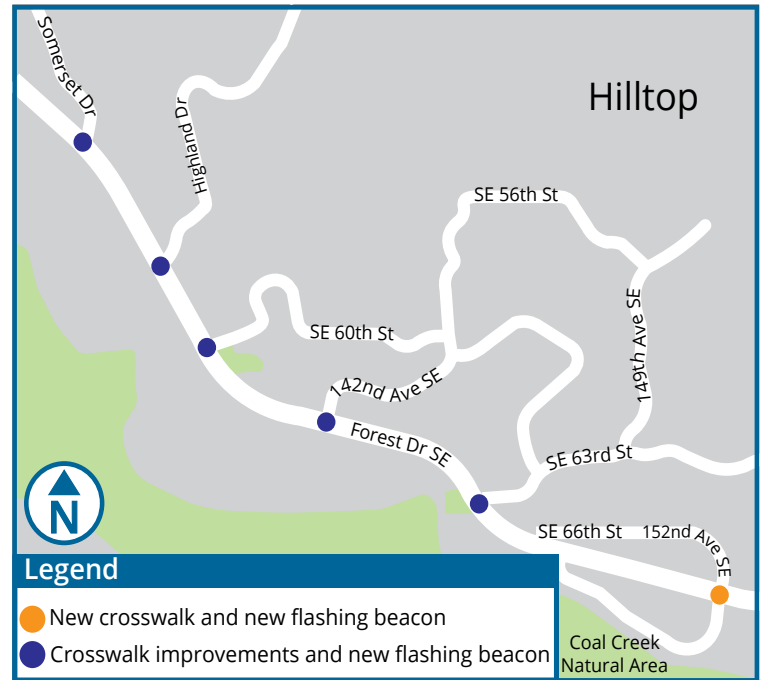 Somerset Dr
Highland Dr
Hilltop
SE 56th St
SE 60th St
149th Ave SE
142nd Ave SE
Forest Dr SE
SE 63rd St
N
SE 66th St
152nd Ave SE
Legend
New crosswalk and new flashing beacon
Crosswalk improvements and new flashing beacon
Coal Creek
Natural Area